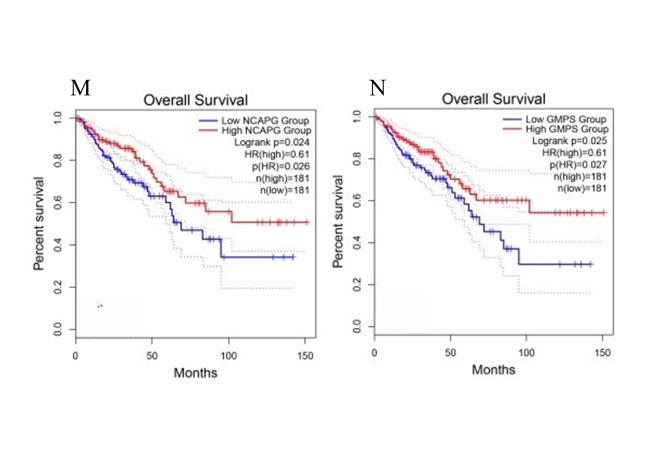 M
Overall Survival
Low NCAPG Group
High NCAPG Group
Logrank p=0.024
HR(high)=0.61
p(HR)=0.026
n(high)=181
n(low)=181
Percent survival
1.0
0.8
0.6
0.4
0.2
0.0
0
50
100
150
Months
N
Overall Survival
Low GMPS Group
High GMPS Group
Logrank p=0.025
HR(high)=0.61
p(HR)=0.027
n(high)=181
n(low)=181
Percent survival
1.0
0.8
0.6
0.4
0.2
0.0
0
50
100
150
Months